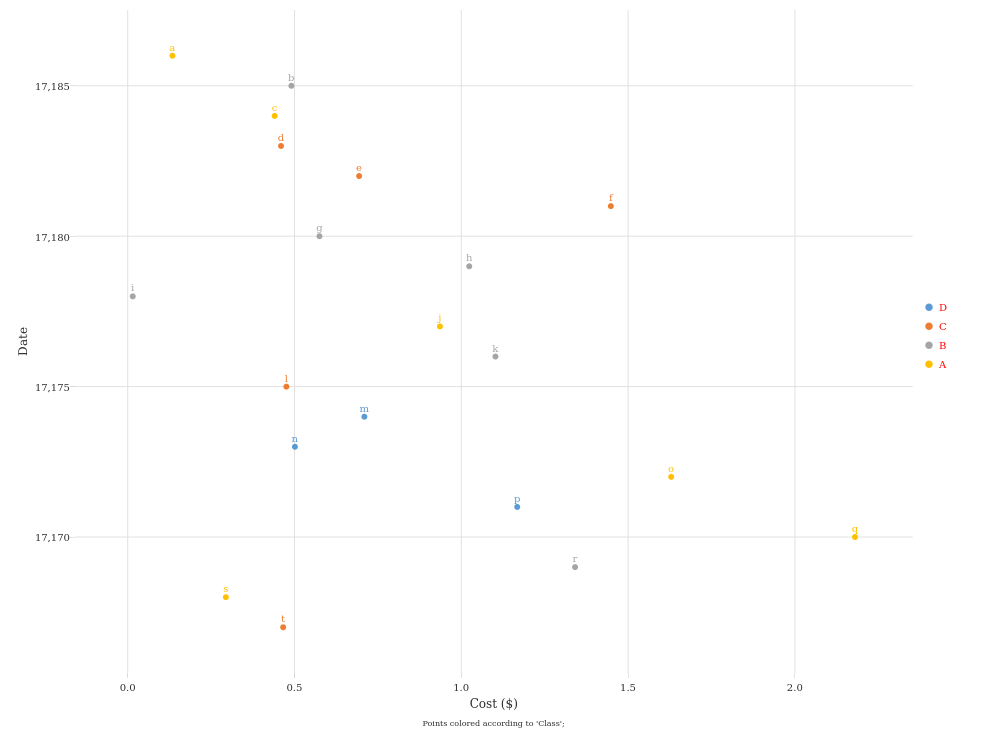 a
b
17,185
c
d
e
f
g
17,180
h
i
j
k
l
17,175
m
n
o
p
q
17,170
r
s
t
D
C
B
A
Date
0.0 0.5 1.0 1.5 2.0
Cost ($)
Points colored according to 'Class';